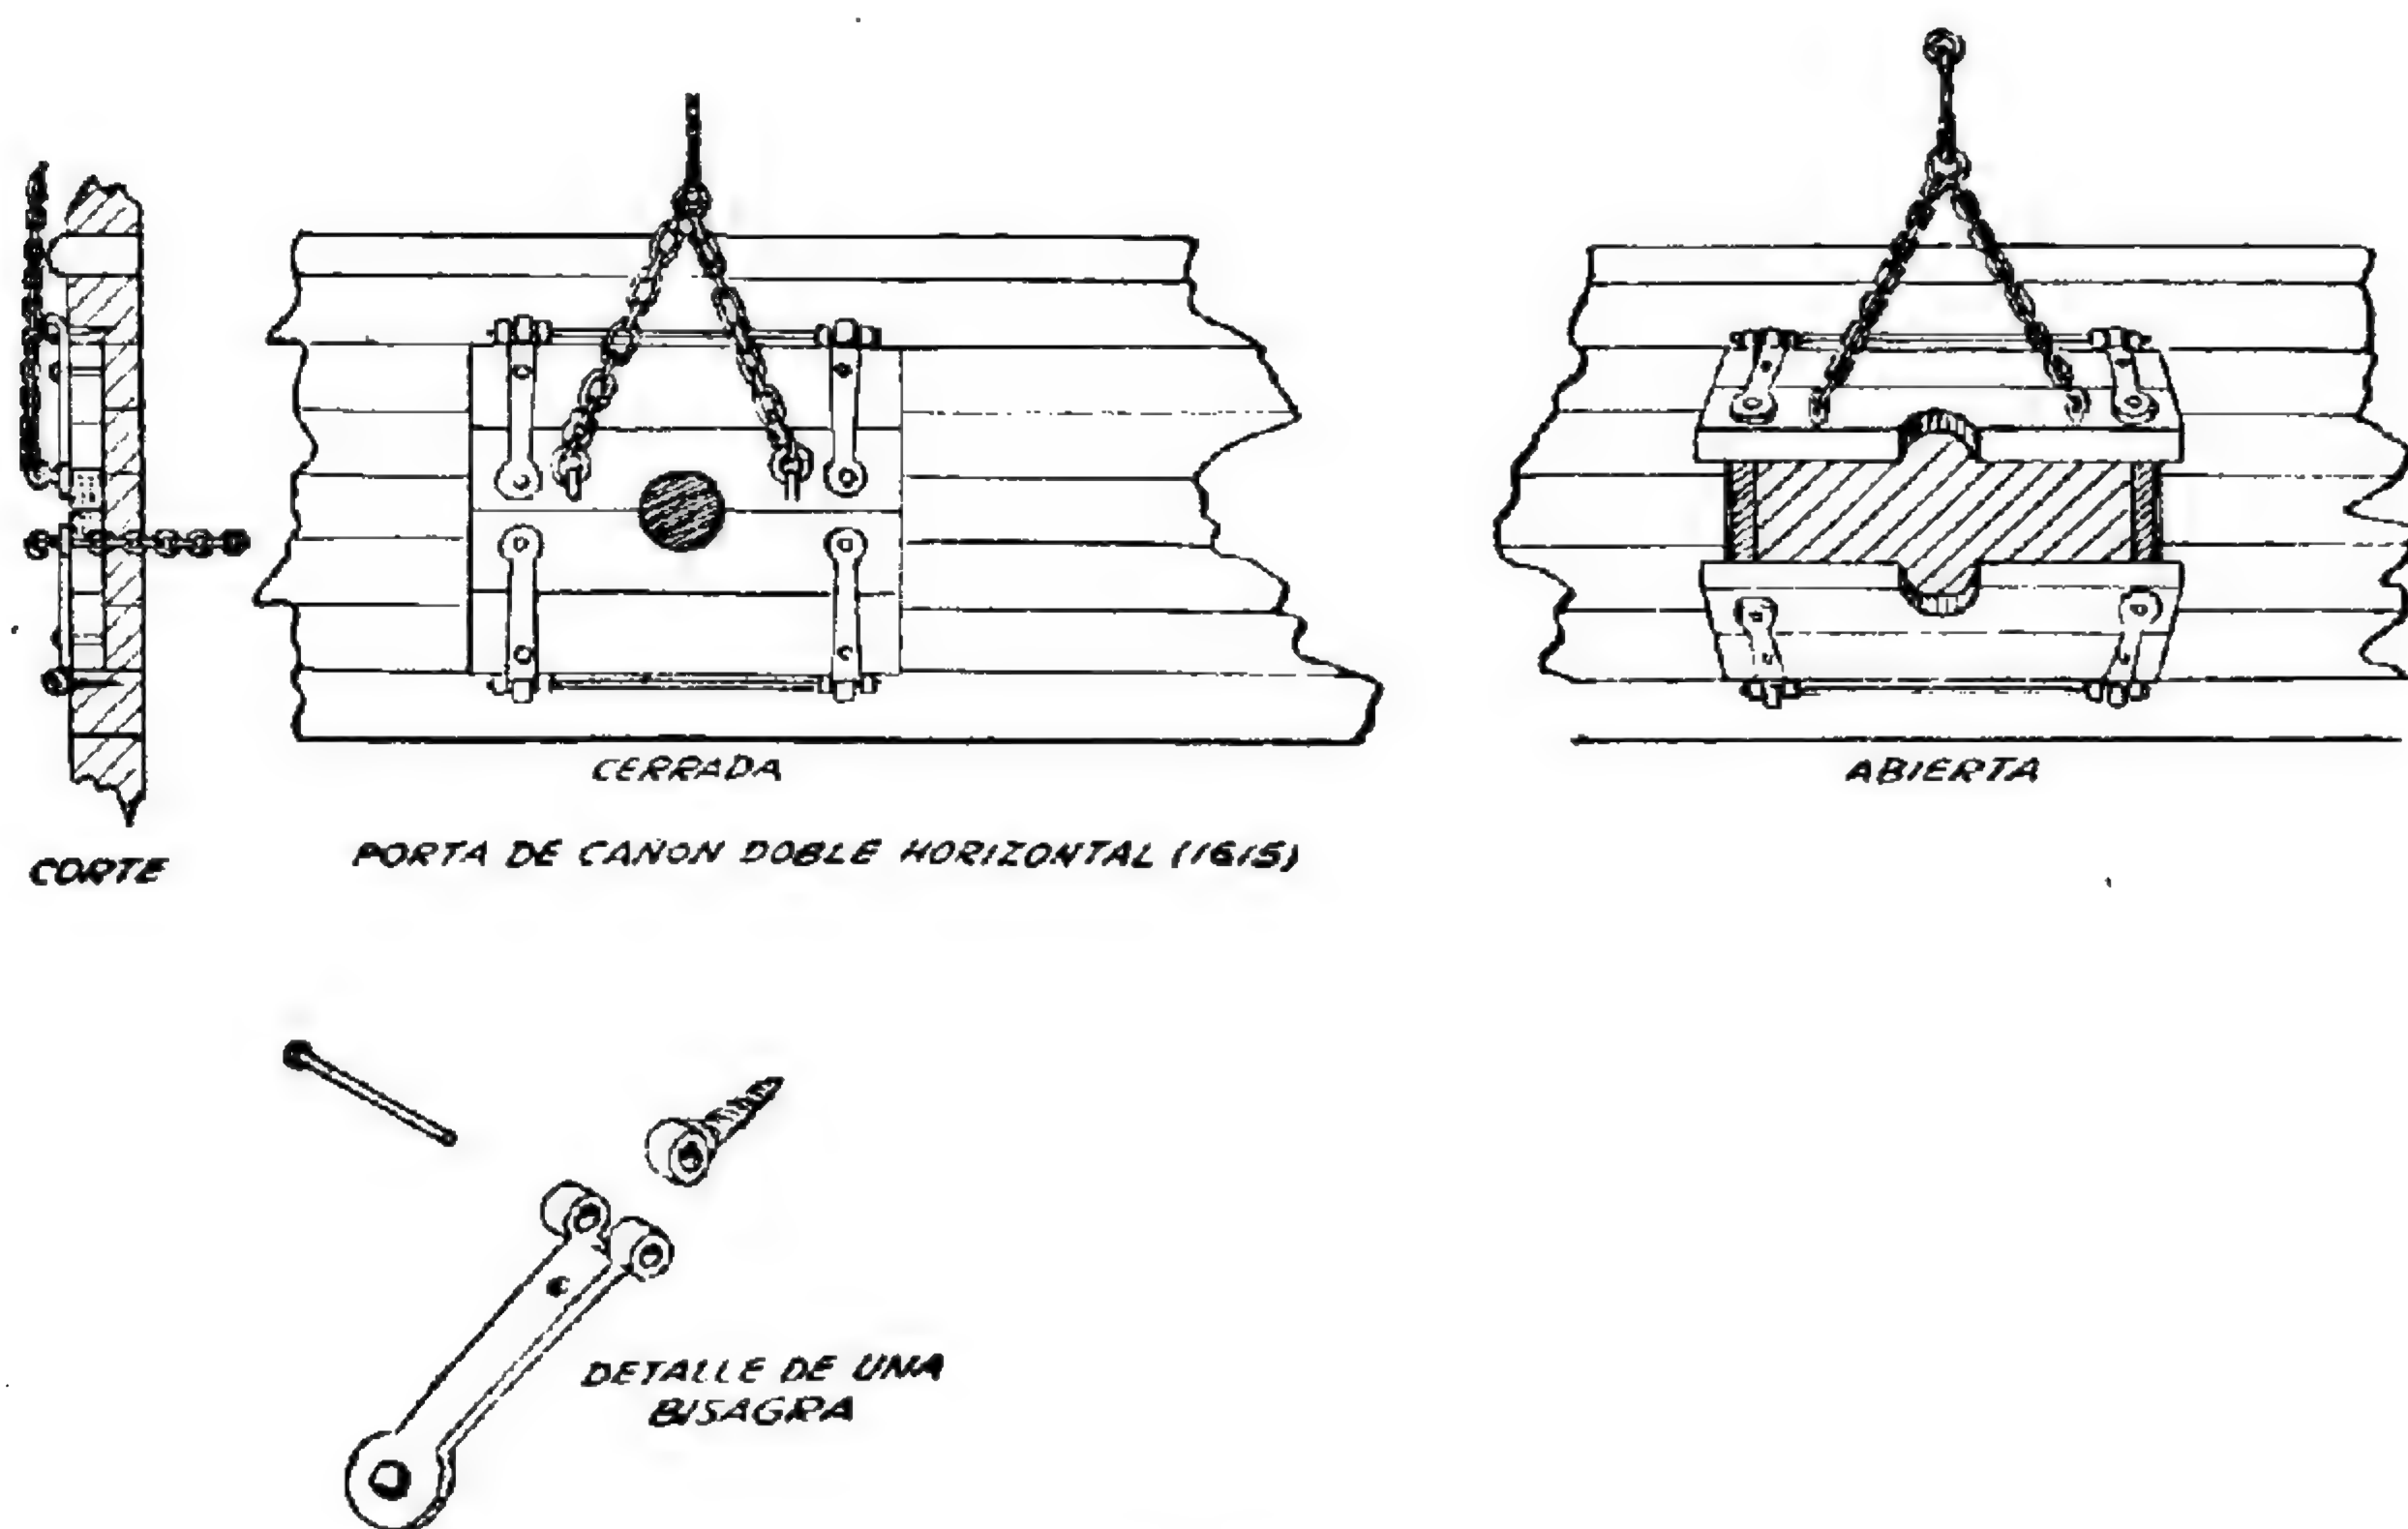 CERRADA
ABIERTA
CORTE
PORTA DE CAÑON DOBLE HORIZONTAL (1615)
DETALLE DE UNA
BISAGRA